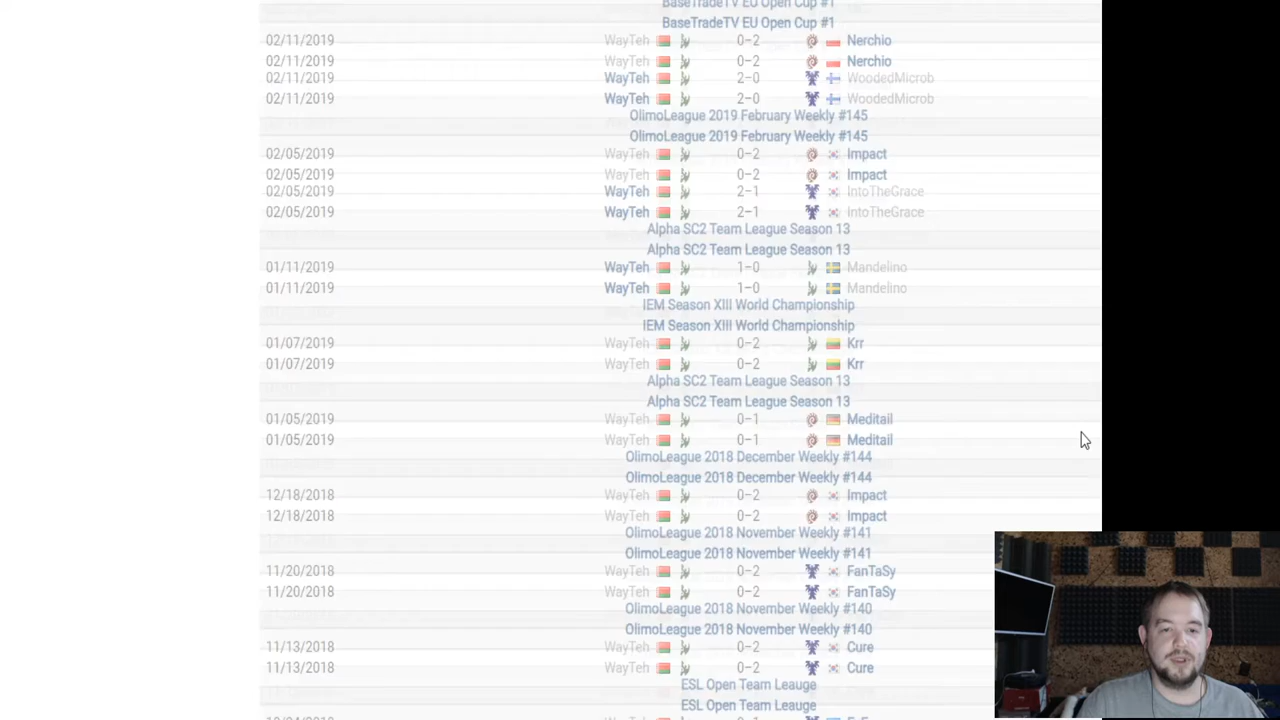 BaseTradeTV EU Open Cup #1
BaseTradeTV EU Open Cup #1
02/11/2019 WayTeh 0–2 Nerchio
02/11/2019 WayTeh 0–2 Nerchio
02/11/2019 WayTeh 2–0 WoodedMicrob
02/11/2019 WayTeh 2–0 WoodedMicrob
OlimoLeague 2019 February Weekly #145
OlimoLeague 2019 February Weekly #145
02/05/2019 WayTeh 0–2 Impact
02/05/2019 WayTeh 0–2 Impact
02/05/2019 WayTeh 2–1 IntoTheGrace
02/05/2019 WayTeh 2–1 IntoTheGrace
Alpha SC2 Team League Season 13
Alpha SC2 Team League Season 13
01/11/2019 WayTeh 1–0 Mandelino
01/11/2019 WayTeh 1–0 Mandelino
IEM Season XIII World Championship
IEM Season XIII World Championship
01/07/2019 WayTeh 0–2 Krr
01/07/2019 WayTeh 0–2 Krr
Alpha SC2 Team League Season 13
Alpha SC2 Team League Season 13
01/05/2019 WayTeh 0–1 Meditail
01/05/2019 WayTeh 0–1 Meditail
OlimoLeague 2018 December Weekly #144
OlimoLeague 2018 December Weekly #144
12/18/2018 WayTeh 0–2 Impact
12/18/2018 WayTeh 0–2 Impact
OlimoLeague 2018 November Weekly #141
OlimoLeague 2018 November Weekly #141
11/20/2018 WayTeh 0–2 FanTaSy
11/20/2018 WayTeh 0–2 FanTaSy
OlimoLeague 2018 November Weekly #140
OlimoLeague 2018 November Weekly #140
11/13/2018 WayTeh 0–2 Cure
11/13/2018 WayTeh 0–2 Cure
ESL Open Team Leauge
ESL Open Team Leauge